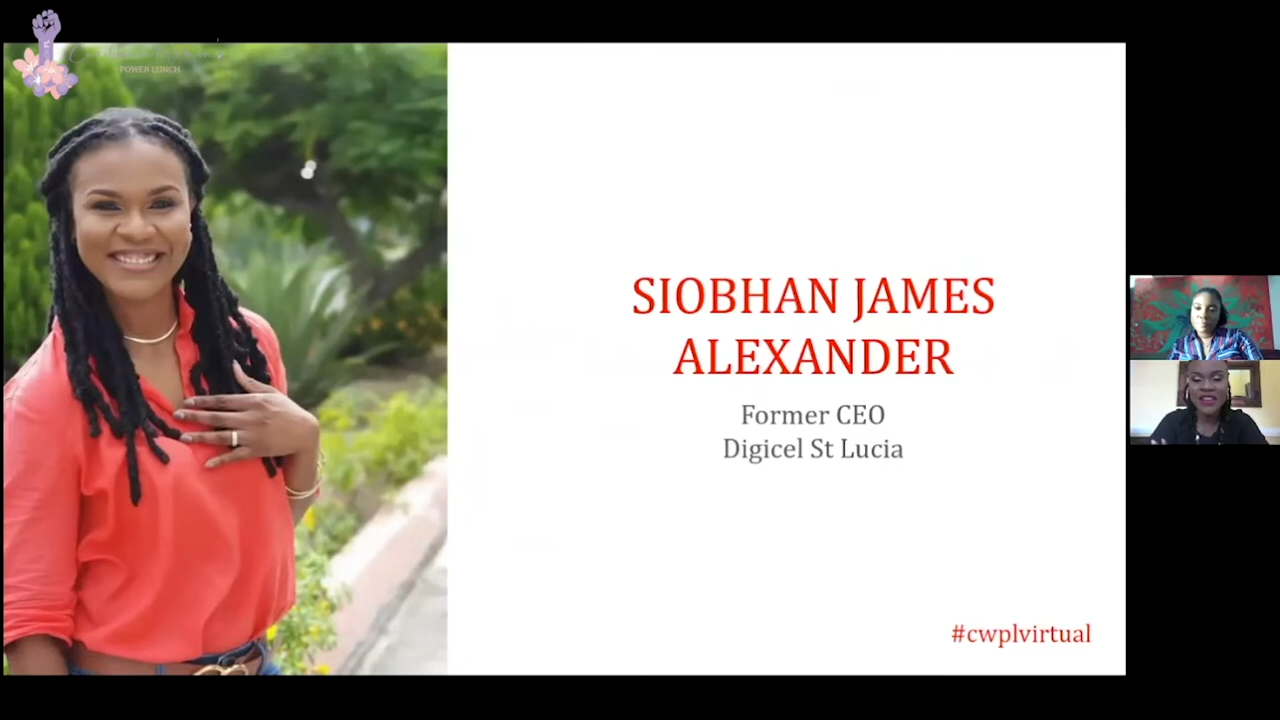 POWER LUNCH
SIOBHAN JAMES
ALEXANDER
Former CEO
Digicel St Lucia
#cwplvirtual